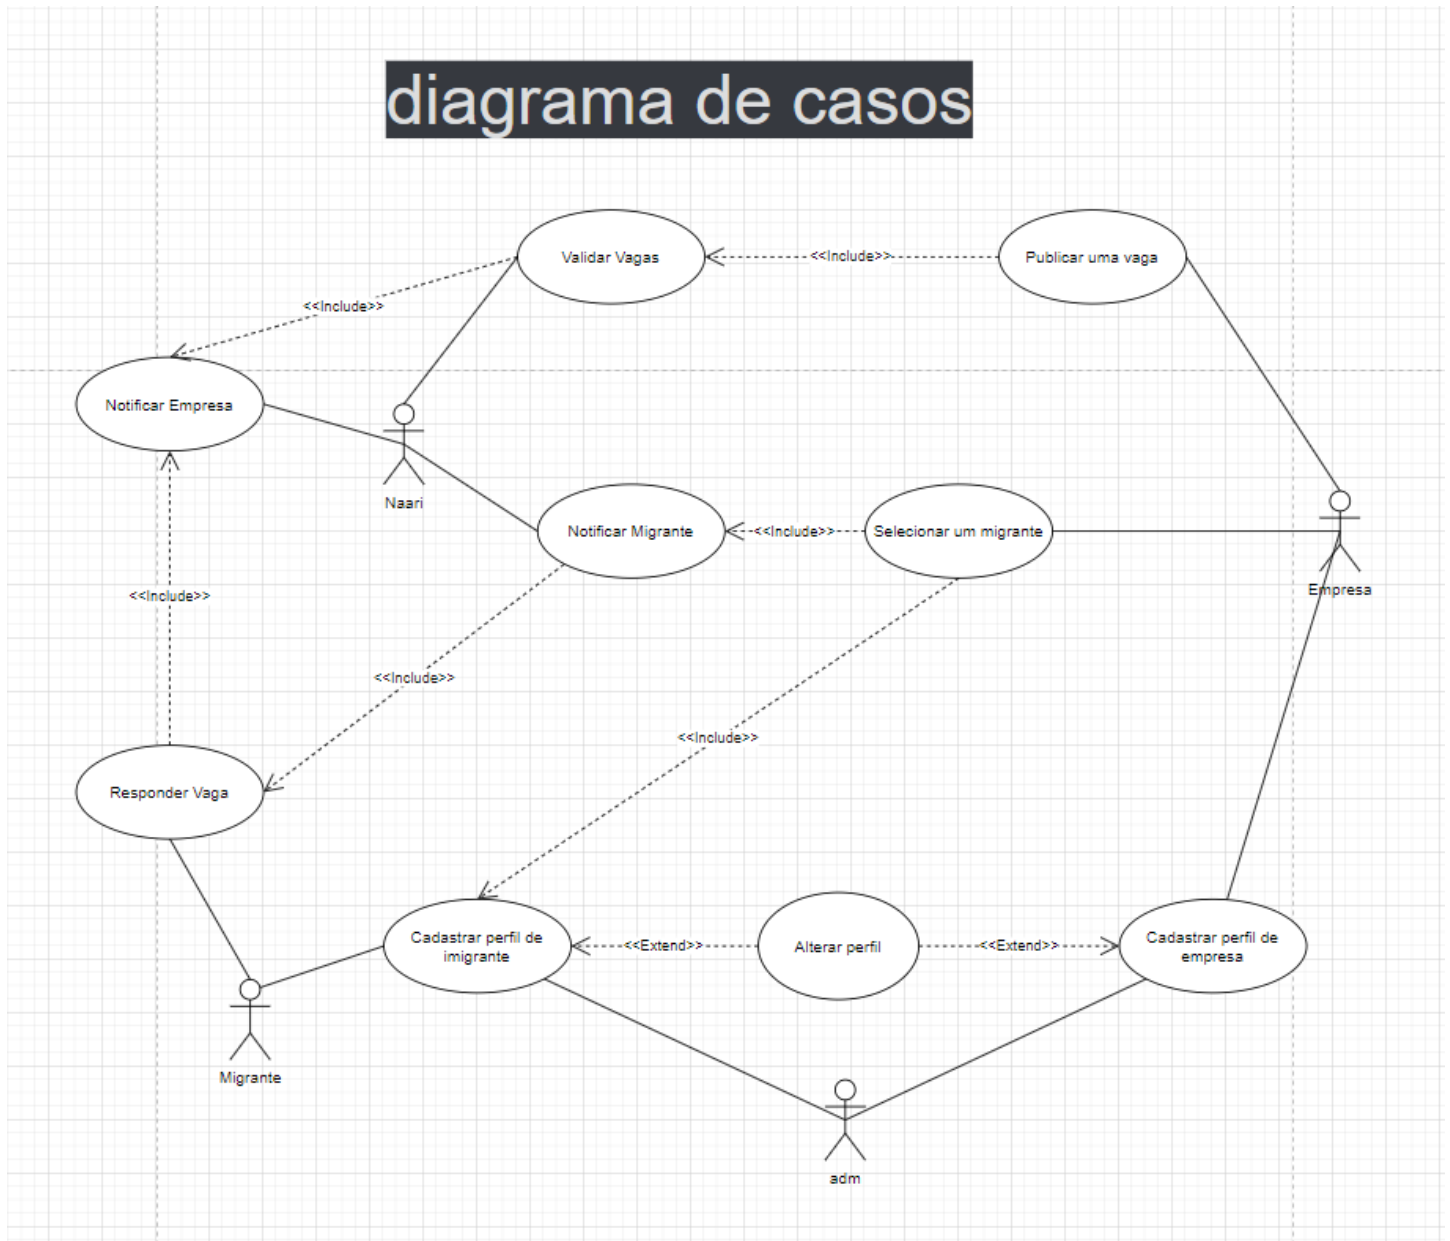 diagrama de casos
Validar Vagas
<<Include>>
Publicar uma vaga
<<Include>>
Notificar Empresa
Naari
Notificar Migrante
<<Include>>
Selecionar um migrante
Empresa
<<Include>>
<<Include>>
<<Include>>
Responder Vaga
Cadastrar perfil de
imigrante
<<Extend>>
Alterar perfil
<<Extend>>
Cadastrar perfil de
empresa
Migrante
adm